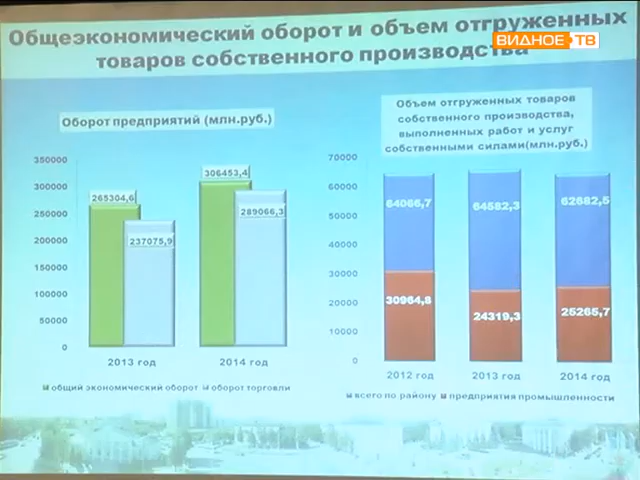 Общеэкономический оборот и объем отгруженных
товаров собственного производства
ВИДНОЕ ТВ
Оборот предприятий (млн.руб.)
350000
300000
250000
200000
150000
100000
50000
0
265304,6
237075,9
306453,4
289066,3
2013 год
2014 год
общий экономический оборот
оборот торговли
Объем отгруженных товаров
собственного производства,
выполненных работ и услуг
собственными силами(млн.руб.)
70000
60000
50000
40000
30000
20000
10000
0
64066,7
64582,3
62682,5
30964,8
24319,3
25265,7
2012 год
2013 год
2014 год
всего по району
предприятия промышленности